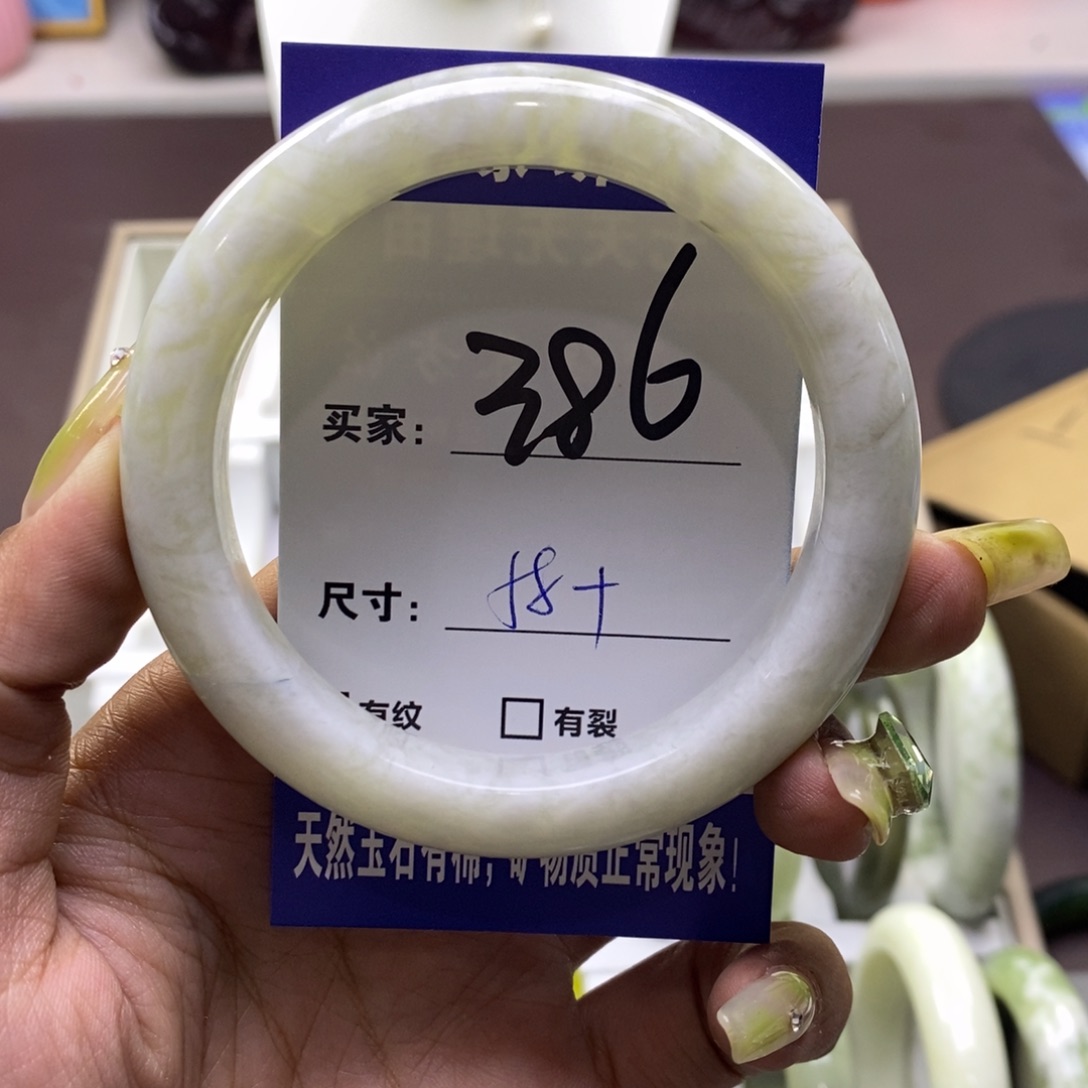 买家: 386
尺寸: 58+
有纹 □ 有裂
天然玉石有棉,矿物质正常现象!